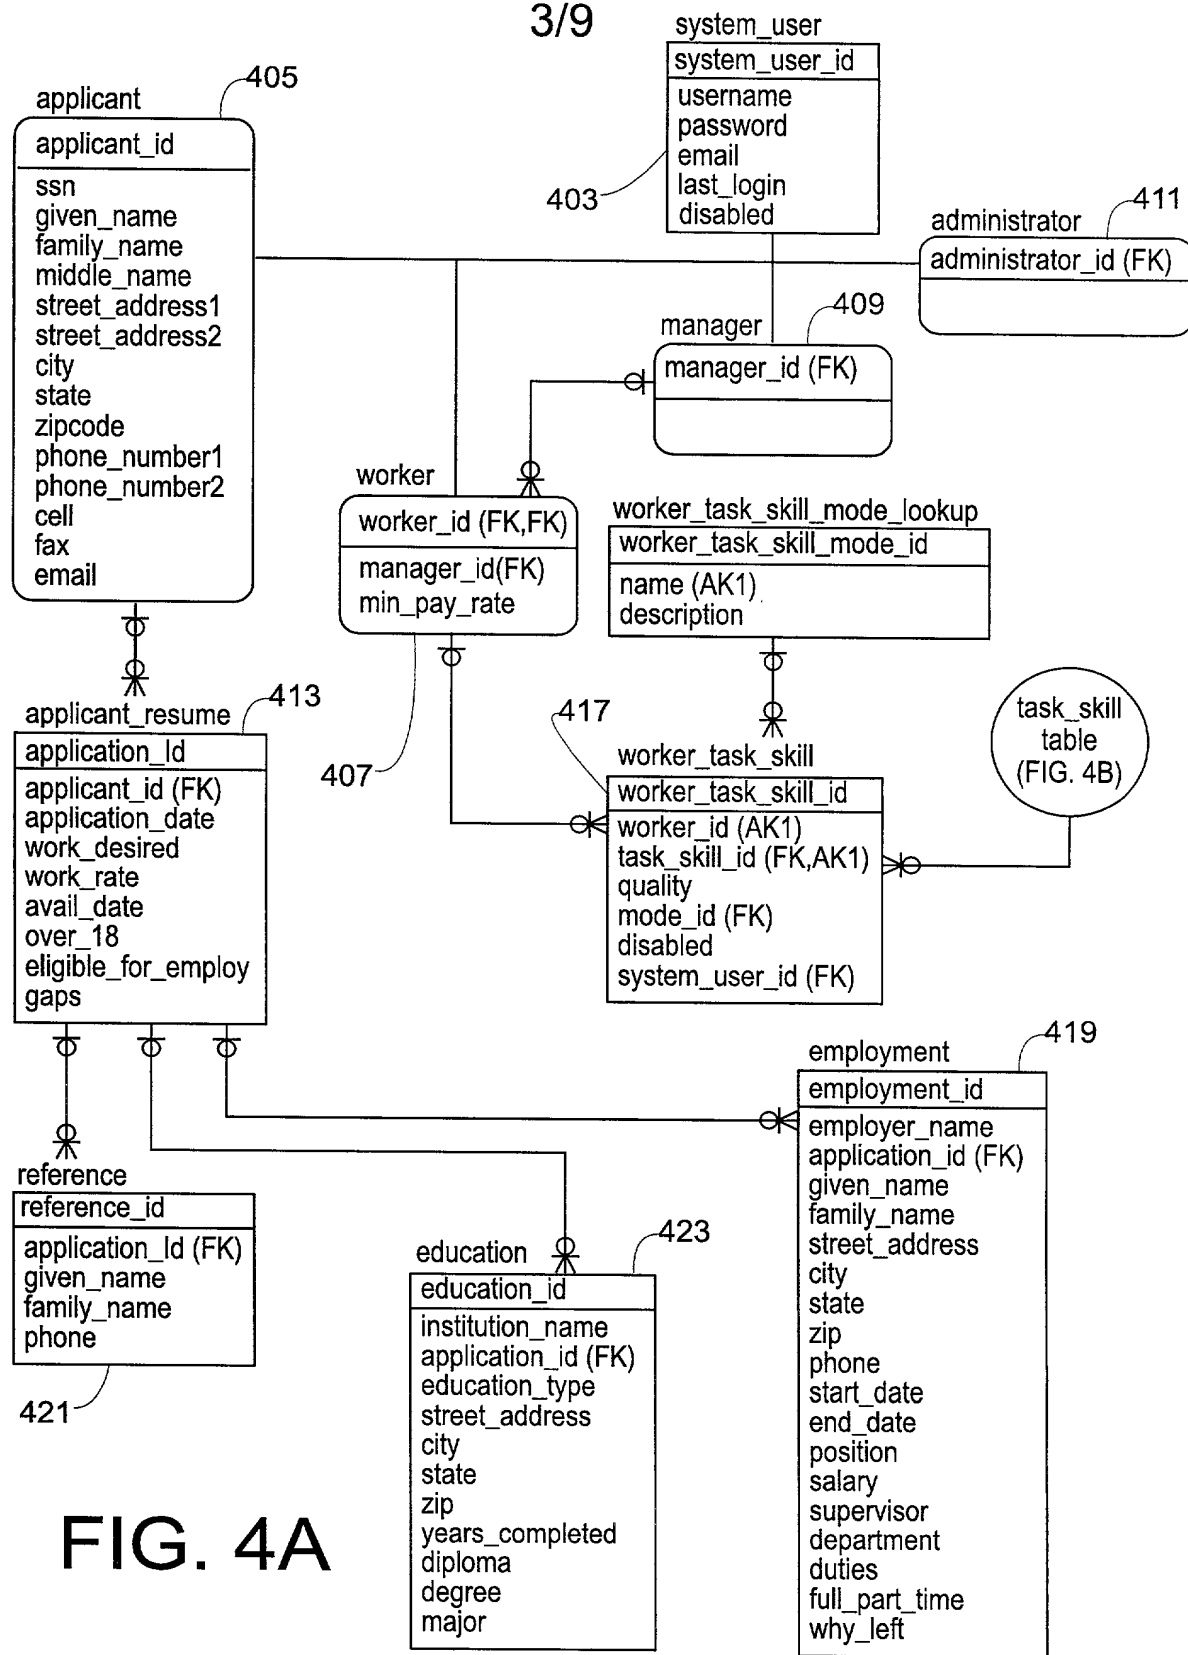 3/9
system_user
system_user_id
username
password
email
last_login
disabled
403
applicant
405
applicant_id
ssn
given_name
family_name
middle_name
street_address1
street_address2
city
state
zipcode
phone_number1
phone_number2
cell
fax
email
administrator
411
administrator_id (FK)
manager
409
manager_id (FK)
worker
worker_id (FK,FK)
manager_id(FK)
min_pay_rate
407
worker_task_skill_mode_lookup
worker_task_skill_mode_id
name (AK1)
description
task_skill
table
(FIG. 4B)
applicant_resume
413
application_Id
applicant_id (FK)
application_date
work_desired
work_rate
avail_date
over_18
eligible_for_employ
gaps
417
worker_task_skill
worker_task_skill_id
worker_id (AK1)
task_skill_id (FK,AK1)
quality
mode_id (FK)
disabled
system_user_id (FK)
employment
419
employment_id
employer_name
application_id (FK)
given_name
family_name
street_address
city
state
zip
phone
start_date
end_date
position
salary
supervisor
department
duties
full_part_time
why_left
reference
reference_id
application_Id (FK)
given_name
family_name
phone
421
education
423
education_id
institution_name
application_id (FK)
education_type
street_address
city
state
zip
years_completed
diploma
degree
major
FIG. 4A